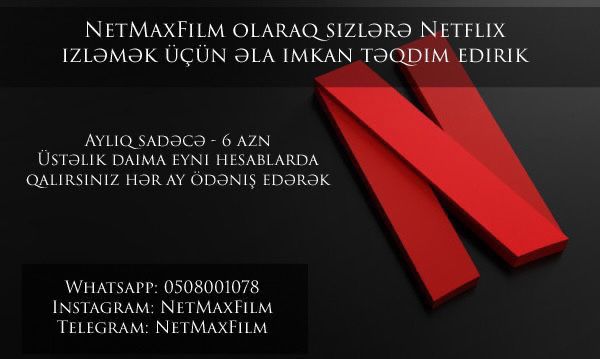 NetMaxFilm olaraq sizlərə Netflix
izləmək üçün əla imkan təqdim edirik
Aylıq sadəcə - 6 azn
Üstəlik daima eyni hesablarda
qalırsınız hər ay ödəniş edərək
Whatsapp: 0508001078
Instagram: NetMaxFilm
Telegram: NetMaxFilm